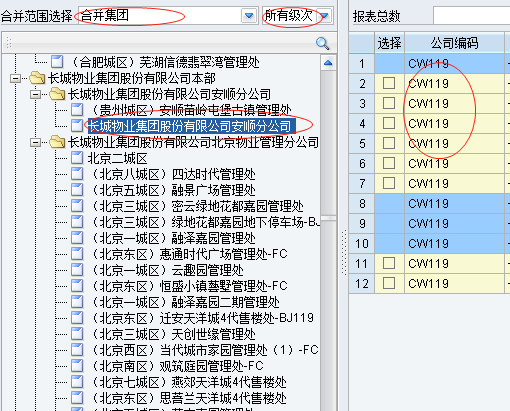 合并范围选择 合并集团 所有级次
（合肥城区）芜湖信德翡翠湾管理处
长城物业集团股份有限公司本部
长城物业集团股份有限公司安顺分公司
（贵州城区）安顺苗岭屯堡古镇管理处
长城物业集团股份有限公司安顺分公司
长城物业集团股份有限公司北京物业管理分公司
北京二城区
（北京八城区）四达时代管理处
（北京五城区）融景广场管理处
（北京三城区）密云绿地花都嘉园管理处
（北京三城区）绿地花都嘉园地下停车场-BJ
（北京一城区）融泽嘉园管理处
（北京东区）惠通时代广场管理处-FC
（北京一城区）云趣园管理处
（北京东区）恒盛小镇藝墅管理处-FC
（北京一城区）融泽嘉园二期管理处
（北京东区）迁安天洋城4代售楼处-BJ119
（北京三城区）天创世缘管理处
（北京西区）当代城市家园管理处（1）-FC
（北京南区）观筑庭园管理处-FC
（北京七城区）燕郊天洋城4代售楼处
（北京东区）思菩兰天洋城4代售楼处
报表总数
选择 公司编码
1 CW119
2 CW119
3 CW119
4 CW119
5 CW119
6 CW119
7 CW119
8 CW119
9 CW119
10 CW119
11 CW119
12 CW119